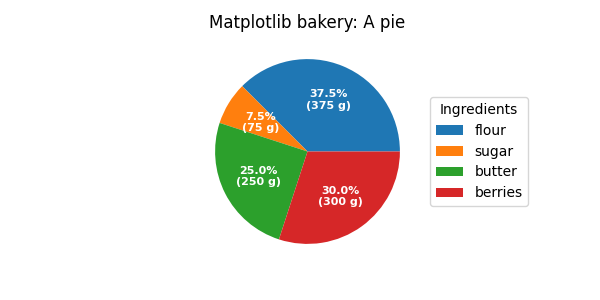 Matplotlib bakery: A pie
37.5%
(375 g)
7.5%
(75 g)
25.0%
(250 g)
30.0%
(300 g)
Ingredients
flour
sugar
butter
berries